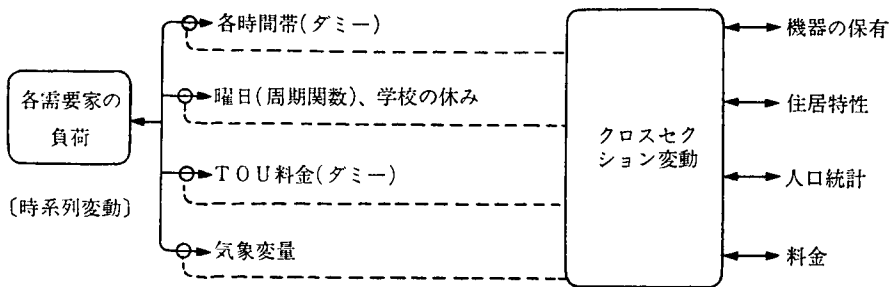 各時間帯(ダミー)
機器の保有
各需要家の
負荷
曜日(周期関数)、学校の休み
住居特性
クロスセク
ション変動
TOU料金(ダミー)
人口統計
〔時系列変動〕
気象変量
料金